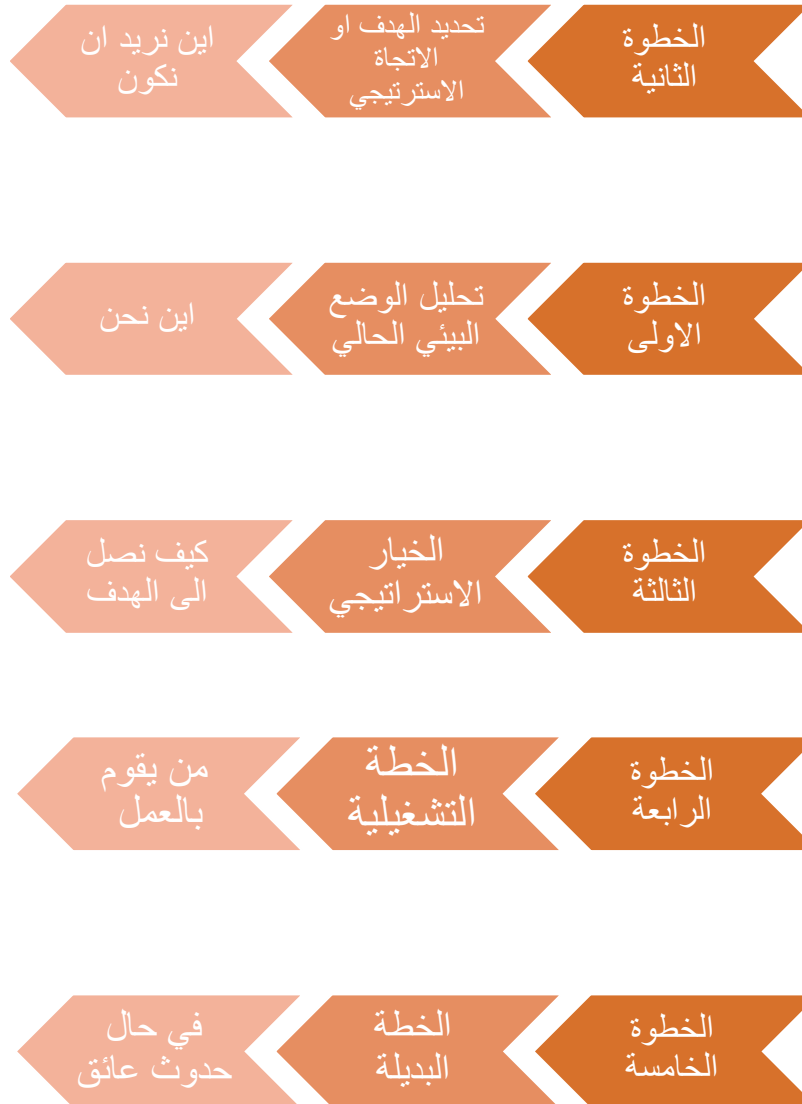 الخطوة
الثانية
تحديد الهدف او
الاتجاة
الاسترتيجي
اين نريد ان
نكون
الخطوة
الاولى
تحليل الوضع
البيئي الحالي
اين نحن
الخطوة
الثالثة
الخيار
الاستراتيجي
كيف نصل
الى الهدف
الخطوة
الرابعة
الخطة
التشغيلية
من يقوم
بالعمل
الخطوة
الخامسة
الخطة
البديلة
في حال
حدوث عائق